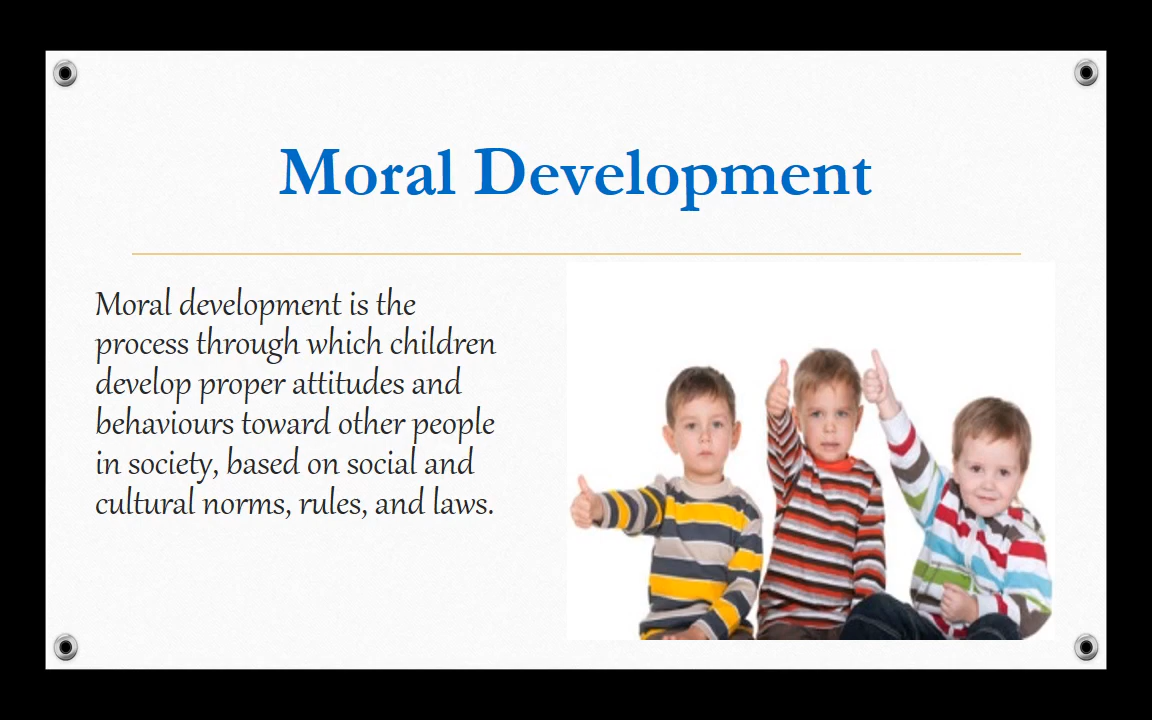 Moral Development
Moral development is the
process through which children
develop proper attitudes and
behaviours toward other people
in society, based on social and
cultural norms, rules, and laws.